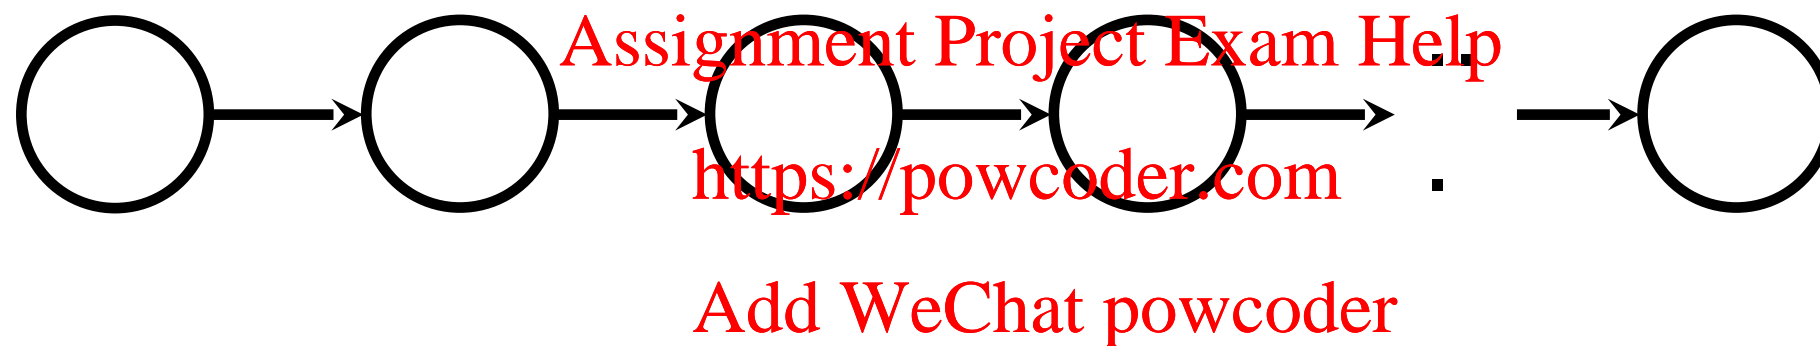 Assignment Project Exam Help
https://powcoder.com
Add WeChat powcoder